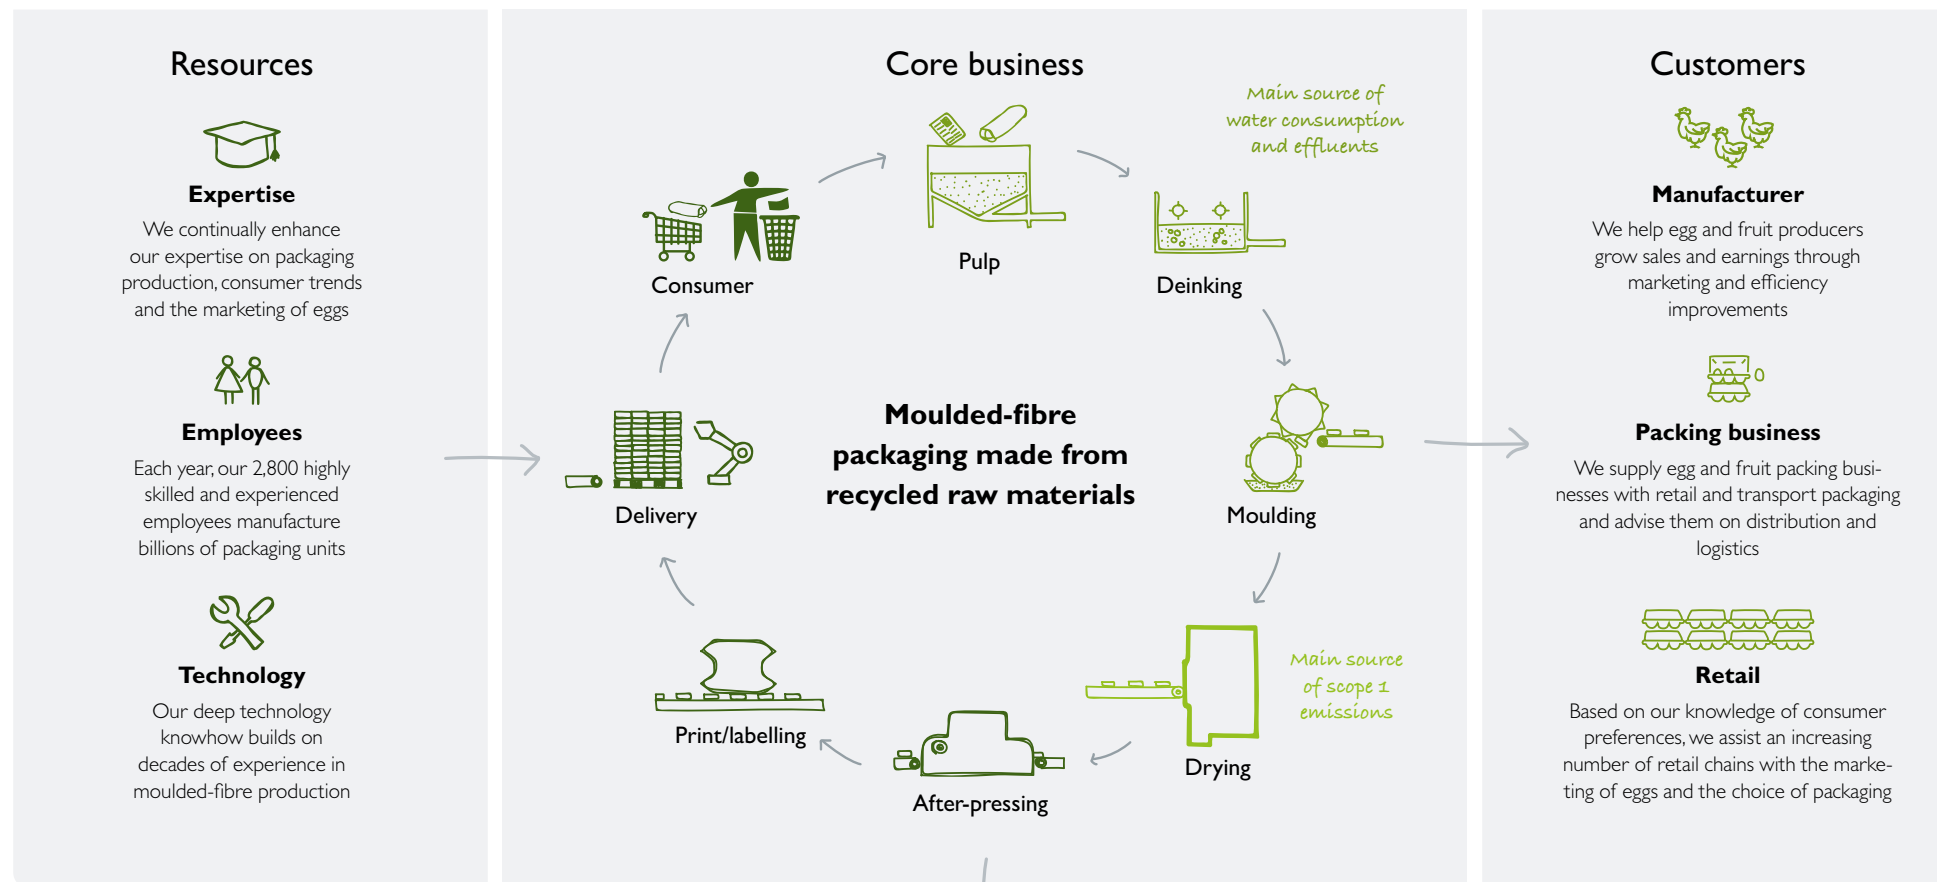 Resources
Expertise
We continually enhance
our expertise on packaging
production, consumer trends
and the marketing of eggs
Employees
Each year, our 2,800 highly
skilled and experienced
employees manufacture
billions of packaging units
Technology
Our deep technology
knowhow builds on
decades of experience in
moulded-fibre production
Core business
Main source of
water consumption
and effluents
Pulp
Deinking
Consumer
Moulded-fibre
packaging made from
recycled raw materials
Moulding
Delivery
Main source
of scope 1
emissions
Drying
After-pressing
Print/labelling
Customers
Manufacturer
We help egg and fruit producers
grow sales and earnings through
marketing and efficiency
improvements
Packing business
We supply egg and fruit packing busi-
nesses with retail and transport packaging
and advise them on distribution and
logistics
Retail
Based on our knowledge of consumer
preferences, we assist an increasing
number of retail chains with the marke-
ting of eggs and the choice of packaging